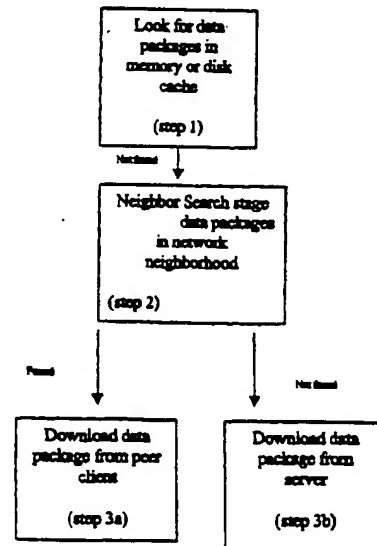 Look for data
packages in
memory or disk
cache
(step 1)
Not found
Neighbor Search stage
data packages
in network
neighborhood
(step 2)
Found
Not found
Download data
package from peer
client
(step 3a)
Download data
package from
server
(step 3b)